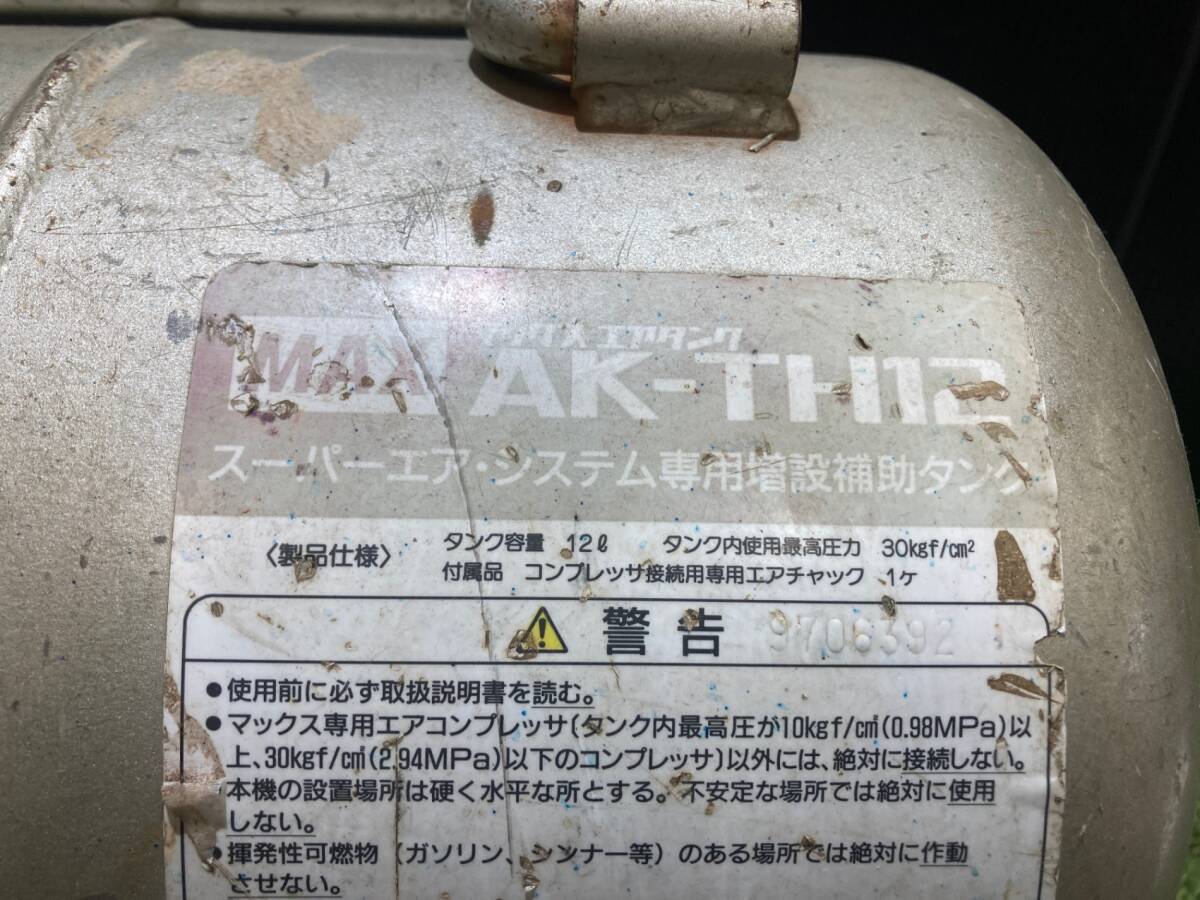 MAX
エアタンク
AK-TH12
スーパーエア・システム専用増設補助タンク
〈製品仕様〉 タンク容量 12ℓ タンク内使用最高圧力 30kgf/cm²
付属品 コンプレッサ接続用専用エアチャック 1ケ
警告 9706392
●使用前に必ず取扱説明書を読む。
●マックス専用エアコンプレッサ(タンク内最高圧が10kgf/c㎡(0.98MPa)以
上、30kgf/c㎡(2.94MPa)以下のコンプレッサ)以外には、絶対に接続しない。
本機の設置場所は硬く水平な所とする。不安定な場所では絶対に使用
しない。
●揮発性可燃物(ガソリン、シンナー等)のある場所では絶対に作動
させない。